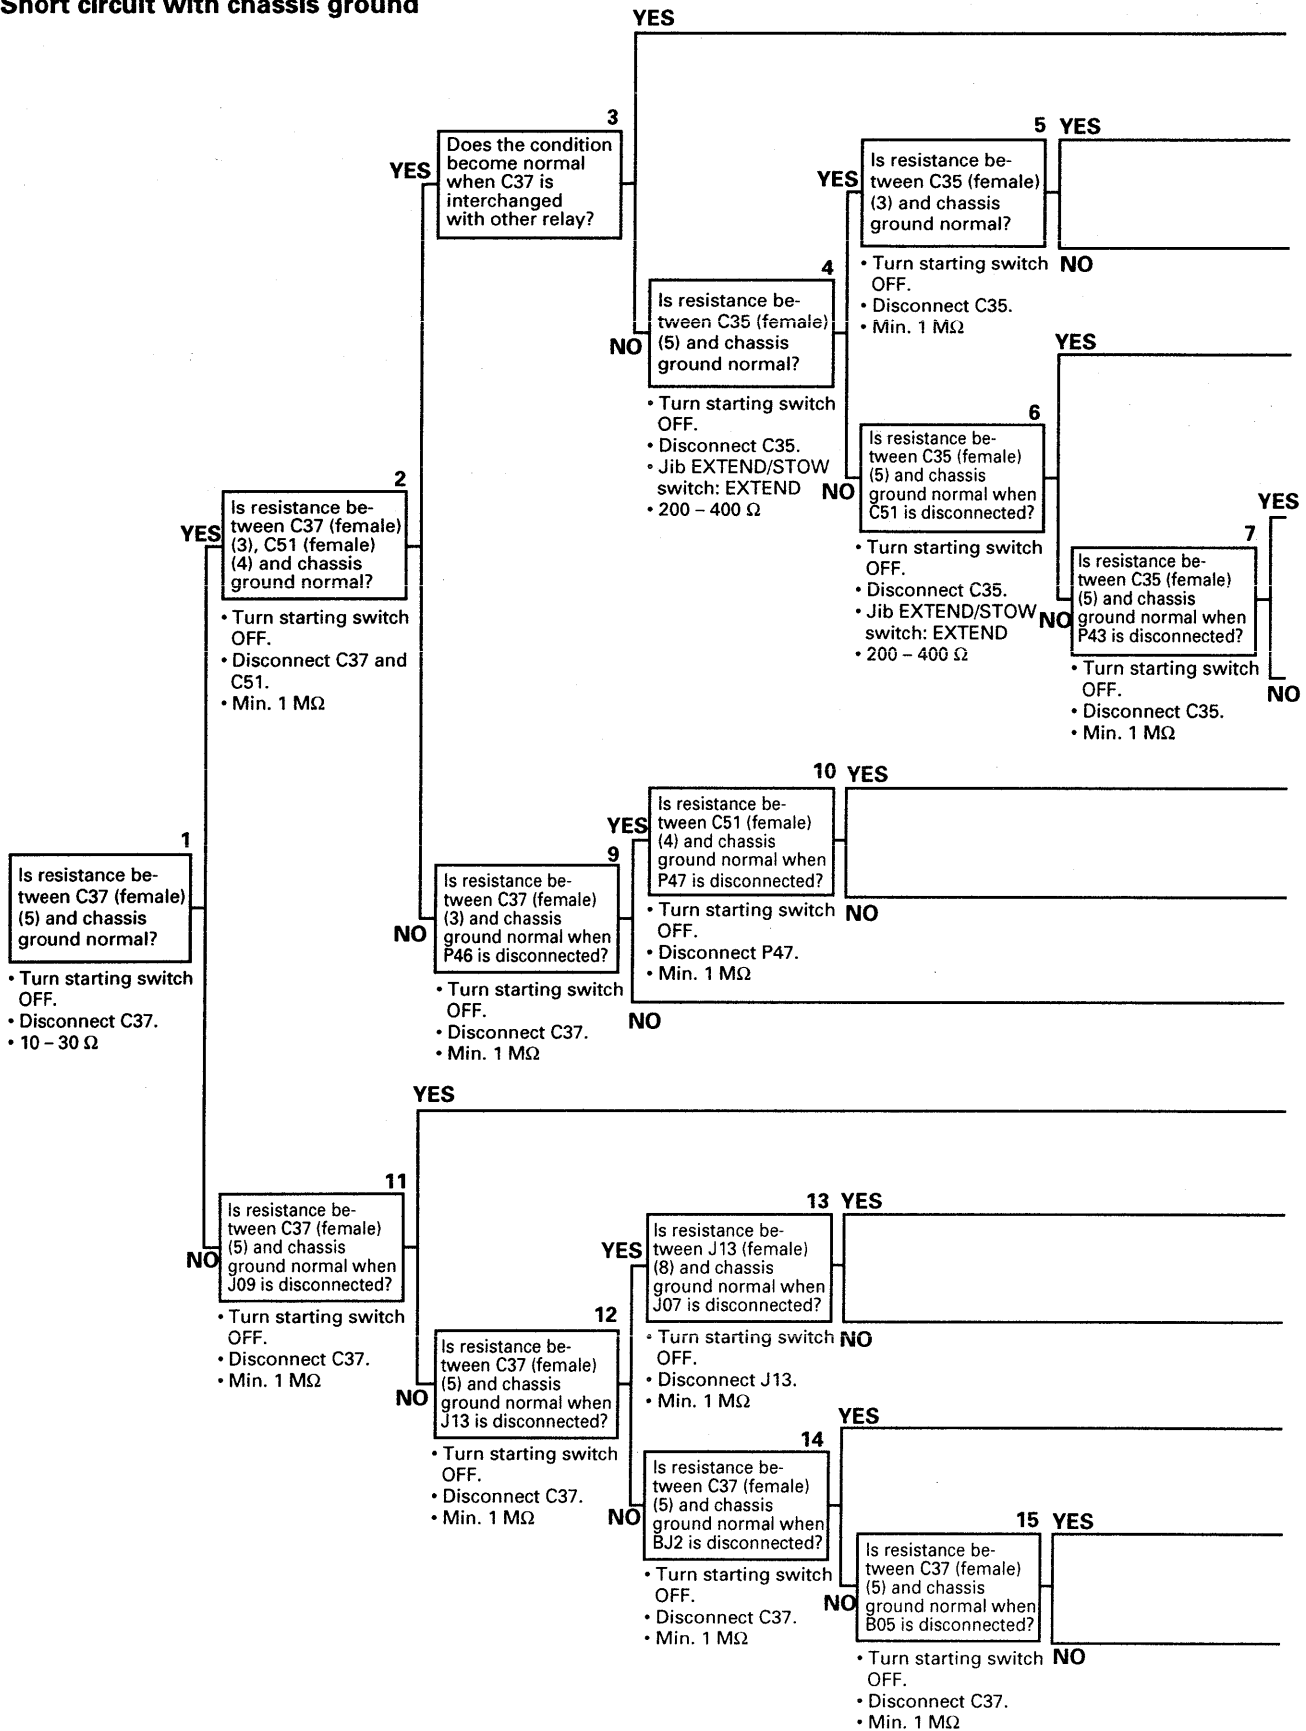 Short circuit with chassis ground
YES
3
Does the condition
become normal
when C37 is
interchanged
with other relay?
YES
NO
4
Is resistance be-
tween C35 (female)
(5) and chassis
ground normal?
• Turn starting switch
OFF.
• Disconnect C35.
• Jib EXTEND/STOW
switch: EXTEND
• 200 – 400 Ω
YES
5 YES
Is resistance be-
tween C35 (female)
(3) and chassis
ground normal?
• Turn starting switch
OFF.
• Disconnect C35.
• Min. 1 MΩ
NO
YES
NO
6
Is resistance be-
tween C35 (female)
(5) and chassis
ground normal when
C51 is disconnected?
• Turn starting switch
OFF.
• Disconnect C35.
• Jib EXTEND/STOW
switch: EXTEND
• 200 – 400 Ω
NO
YES
7
Is resistance be-
tween C35 (female)
(5) and chassis
ground normal when
P43 is disconnected?
• Turn starting switch
OFF.
• Disconnect C35.
• Min. 1 MΩ
NO
2
YES
Is resistance be-
tween C37 (female)
(3), C51 (female)
(4) and chassis
ground normal?
• Turn starting switch
OFF.
• Disconnect C37 and
C51.
• Min. 1 MΩ
10 YES
YES
Is resistance be-
tween C51 (female)
(4) and chassis
ground normal when
P47 is disconnected?
• Turn starting switch
OFF.
• Disconnect P47.
• Min. 1 MΩ
NO
9
NO
Is resistance be-
tween C37 (female)
(3) and chassis
ground normal when
P46 is disconnected?
• Turn starting switch
OFF.
• Disconnect C37.
• Min. 1 MΩ
NO
1
Is resistance be-
tween C37 (female)
(5) and chassis
ground normal?
• Turn starting switch
OFF.
• Disconnect C37.
• 10 – 30 Ω
YES
11
NO
Is resistance be-
tween C37 (female)
(5) and chassis
ground normal when
J09 is disconnected?
• Turn starting switch
OFF.
• Disconnect C37.
• Min. 1 MΩ
13 YES
YES
Is resistance be-
tween J13 (female)
(8) and chassis
ground normal when
J07 is disconnected?
• Turn starting switch
OFF.
• Disconnect J13.
• Min. 1 MΩ
NO
12
NO
Is resistance be-
tween C37 (female)
(5) and chassis
ground normal when
J13 is disconnected?
• Turn starting switch
OFF.
• Disconnect C37.
• Min. 1 MΩ
YES
14
NO
Is resistance be-
tween C37 (female)
(5) and chassis
ground normal when
BJ2 is disconnected?
• Turn starting switch
OFF.
• Disconnect C37.
• Min. 1 MΩ
15 YES
NO
Is resistance be-
tween C37 (female)
(5) and chassis
ground normal when
B05 is disconnected?
• Turn starting switch
OFF.
• Disconnect C37.
• Min. 1 MΩ
NO